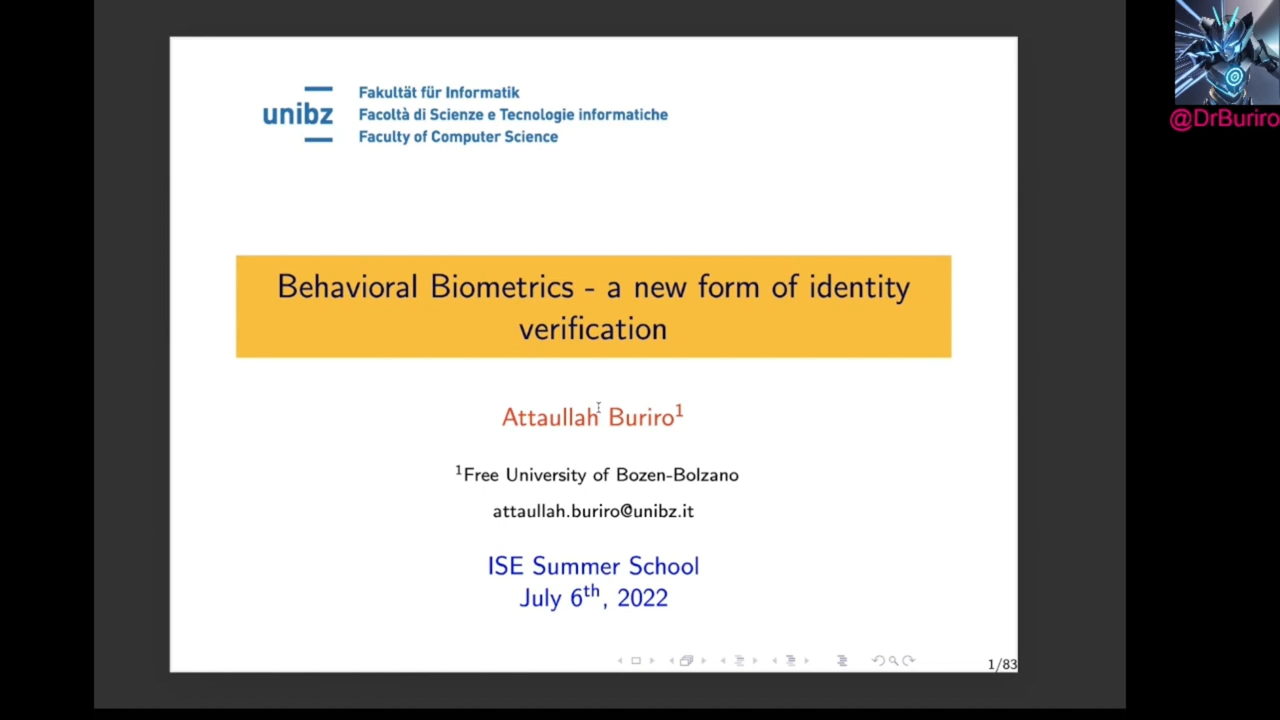 unibz
Fakultät für Informatik
Facoltà di Scienze e Tecnologie informatiche
Faculty of Computer Science
@DrBuriro
Behavioral Biometrics - a new form of identity
verification
Attaullah Buriro¹
¹Free University of Bozen-Bolzano
attaullah.buriro@unibz.it
ISE Summer School
July 6th, 2022
1/83